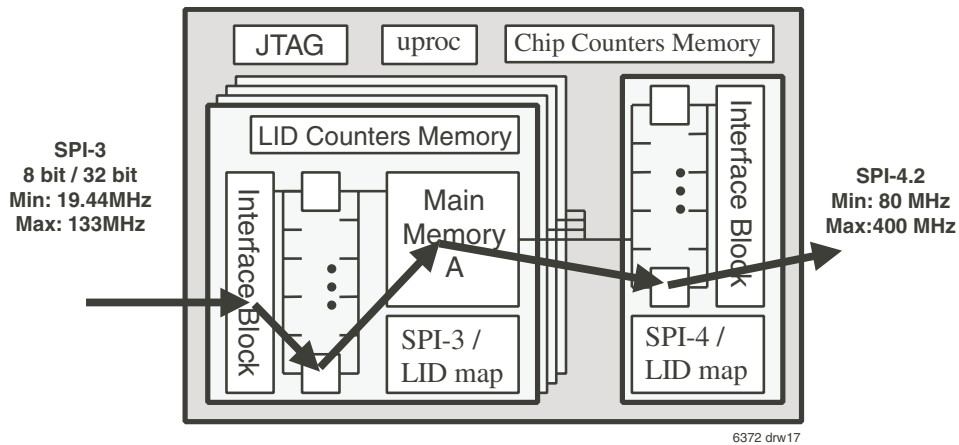 JTAG
uproc
Chip Counters Memory
LID Counters Memory
SPI-3
8 bit / 32 bit
Min: 19.44MHz
Max: 133MHz
Interface Block
Main
Memory
A
SPI-3 /
LID map
Interface Block
SPI-4 /
LID map
SPI-4.2
Min: 80 MHz
Max:400 MHz
6372 drw17